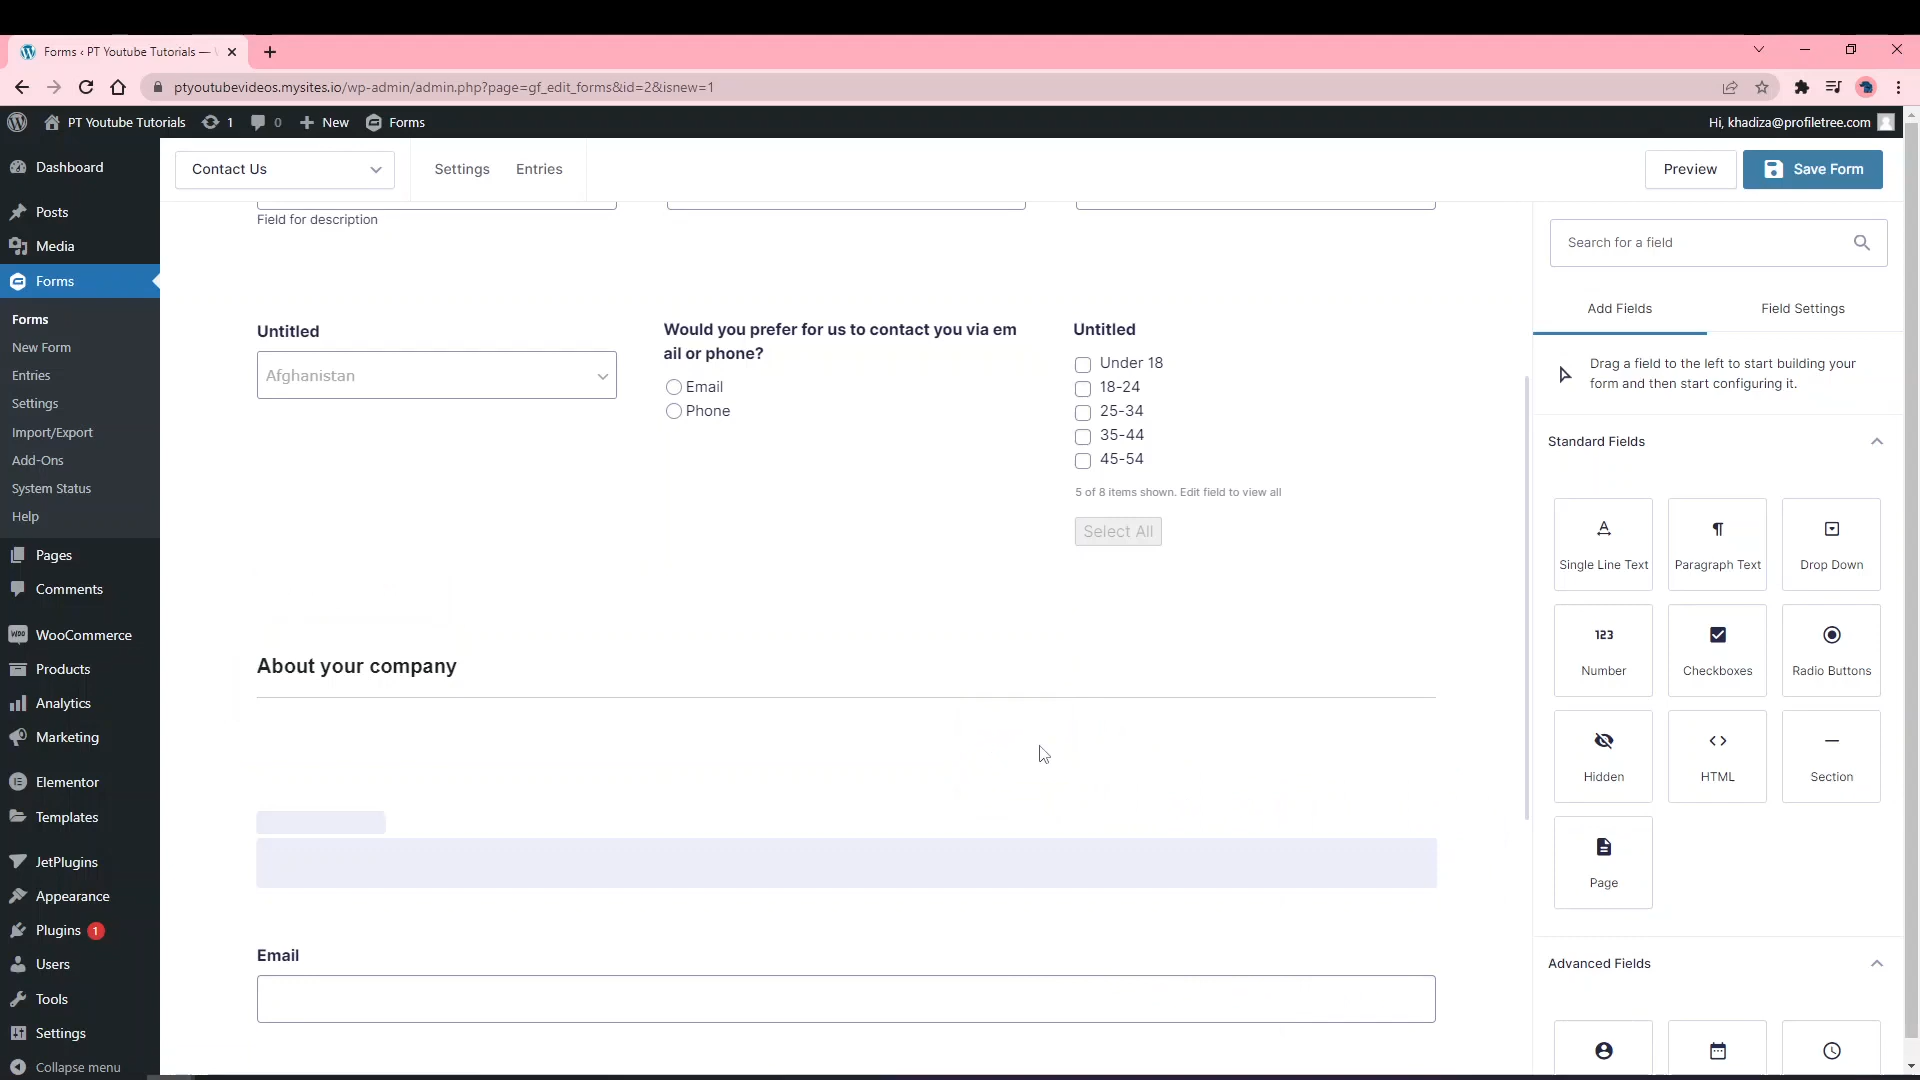 Forms ‹ PT Youtube Tutorials —
ptyoutubevideos.mysites.io/wp-admin/admin.php?page=gf_edit_forms&id=2&isnew=1
PT Youtube Tutorials 1 0 New Forms Hi, khadiza@profiletree.com
Dashboard
Posts
Media
Forms
Forms
New Form
Entries
Settings
Import/Export
Add-Ons
System Status
Help
Pages
Comments
WooCommerce
Products
Analytics
Marketing
Elementor
Templates
JetPlugins
Appearance
Plugins 1
Users
Tools
Settings
Collapse menu
Contact Us Settings Entries Preview Save Form
Field for description
Untitled
Afghanistan
Would you prefer for us to contact you via em
ail or phone?
Email
Phone
Untitled
Under 18
18-24
25-34
35-44
45-54
5 of 8 items shown. Edit field to view all
Select All
About your company
Email
Search for a field
Add Fields Field Settings
Drag a field to the left to start building your
form and then start configuring it.
Standard Fields
Single Line Text Paragraph Text Drop Down
123
Number Checkboxes Radio Buttons
Hidden HTML Section
Page
Advanced Fields